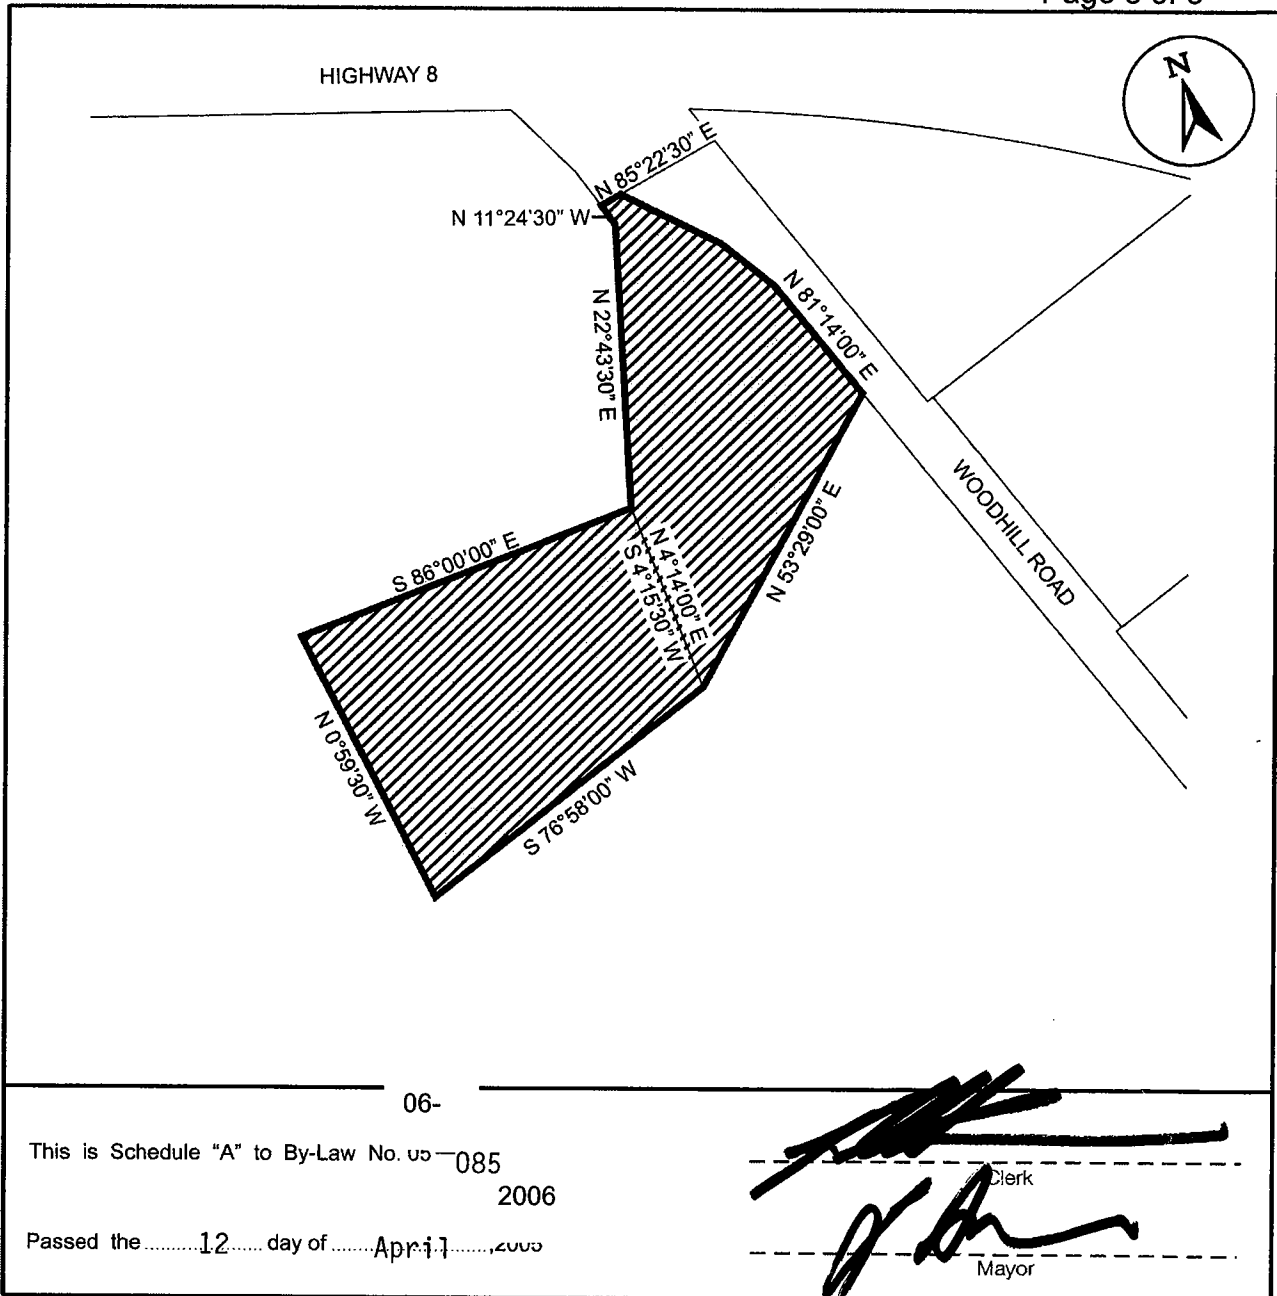 HIGHWAY 8
N
N 85°22'30" E
N 11°24'30" W
N 22°43'30" E
N 81°14'00" E
S 86°00'00" E
N 4°14'00" E
S 4°15'30" W
N 53°29'00" E
WOODHILL ROAD
N 0°59'30" W
S 76°58'00" W
06-
This is Schedule "A" to By-Law No. 05-085
2006
Passed the 12 day of April ,2005
Clerk
Mayor